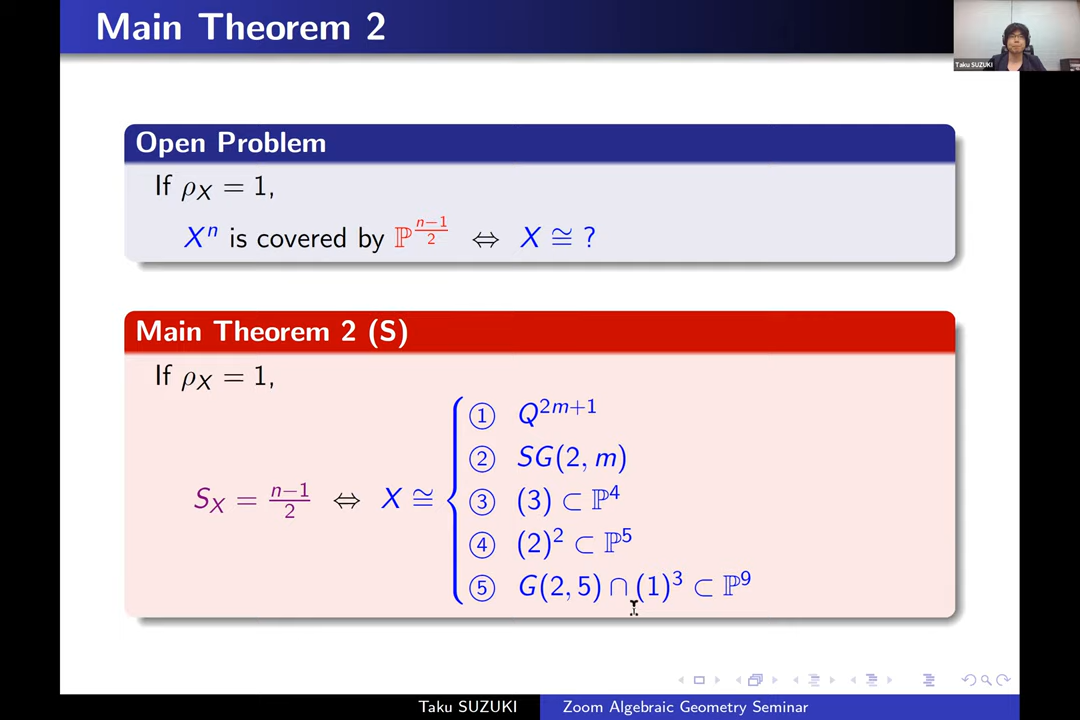 Main Theorem 2
Taku SUZUKI
Open Problem
If ρ_X = 1,
X^n is covered by ℙ^{\frac{n−1}{2}} ⇔ X ≅ ?
Main Theorem 2 (S)
If ρ_X = 1,
S_X = \frac{n−1}{2} ⇔ X ≅
① Q^{2m+1}
② SG(2, m)
③ (3) ⊂ ℙ^4
④ (2)^2 ⊂ ℙ^5
⑤ G(2, 5) ∩ (1)^3 ⊂ ℙ^9
Taku SUZUKI
Zoom Algebraic Geometry Seminar